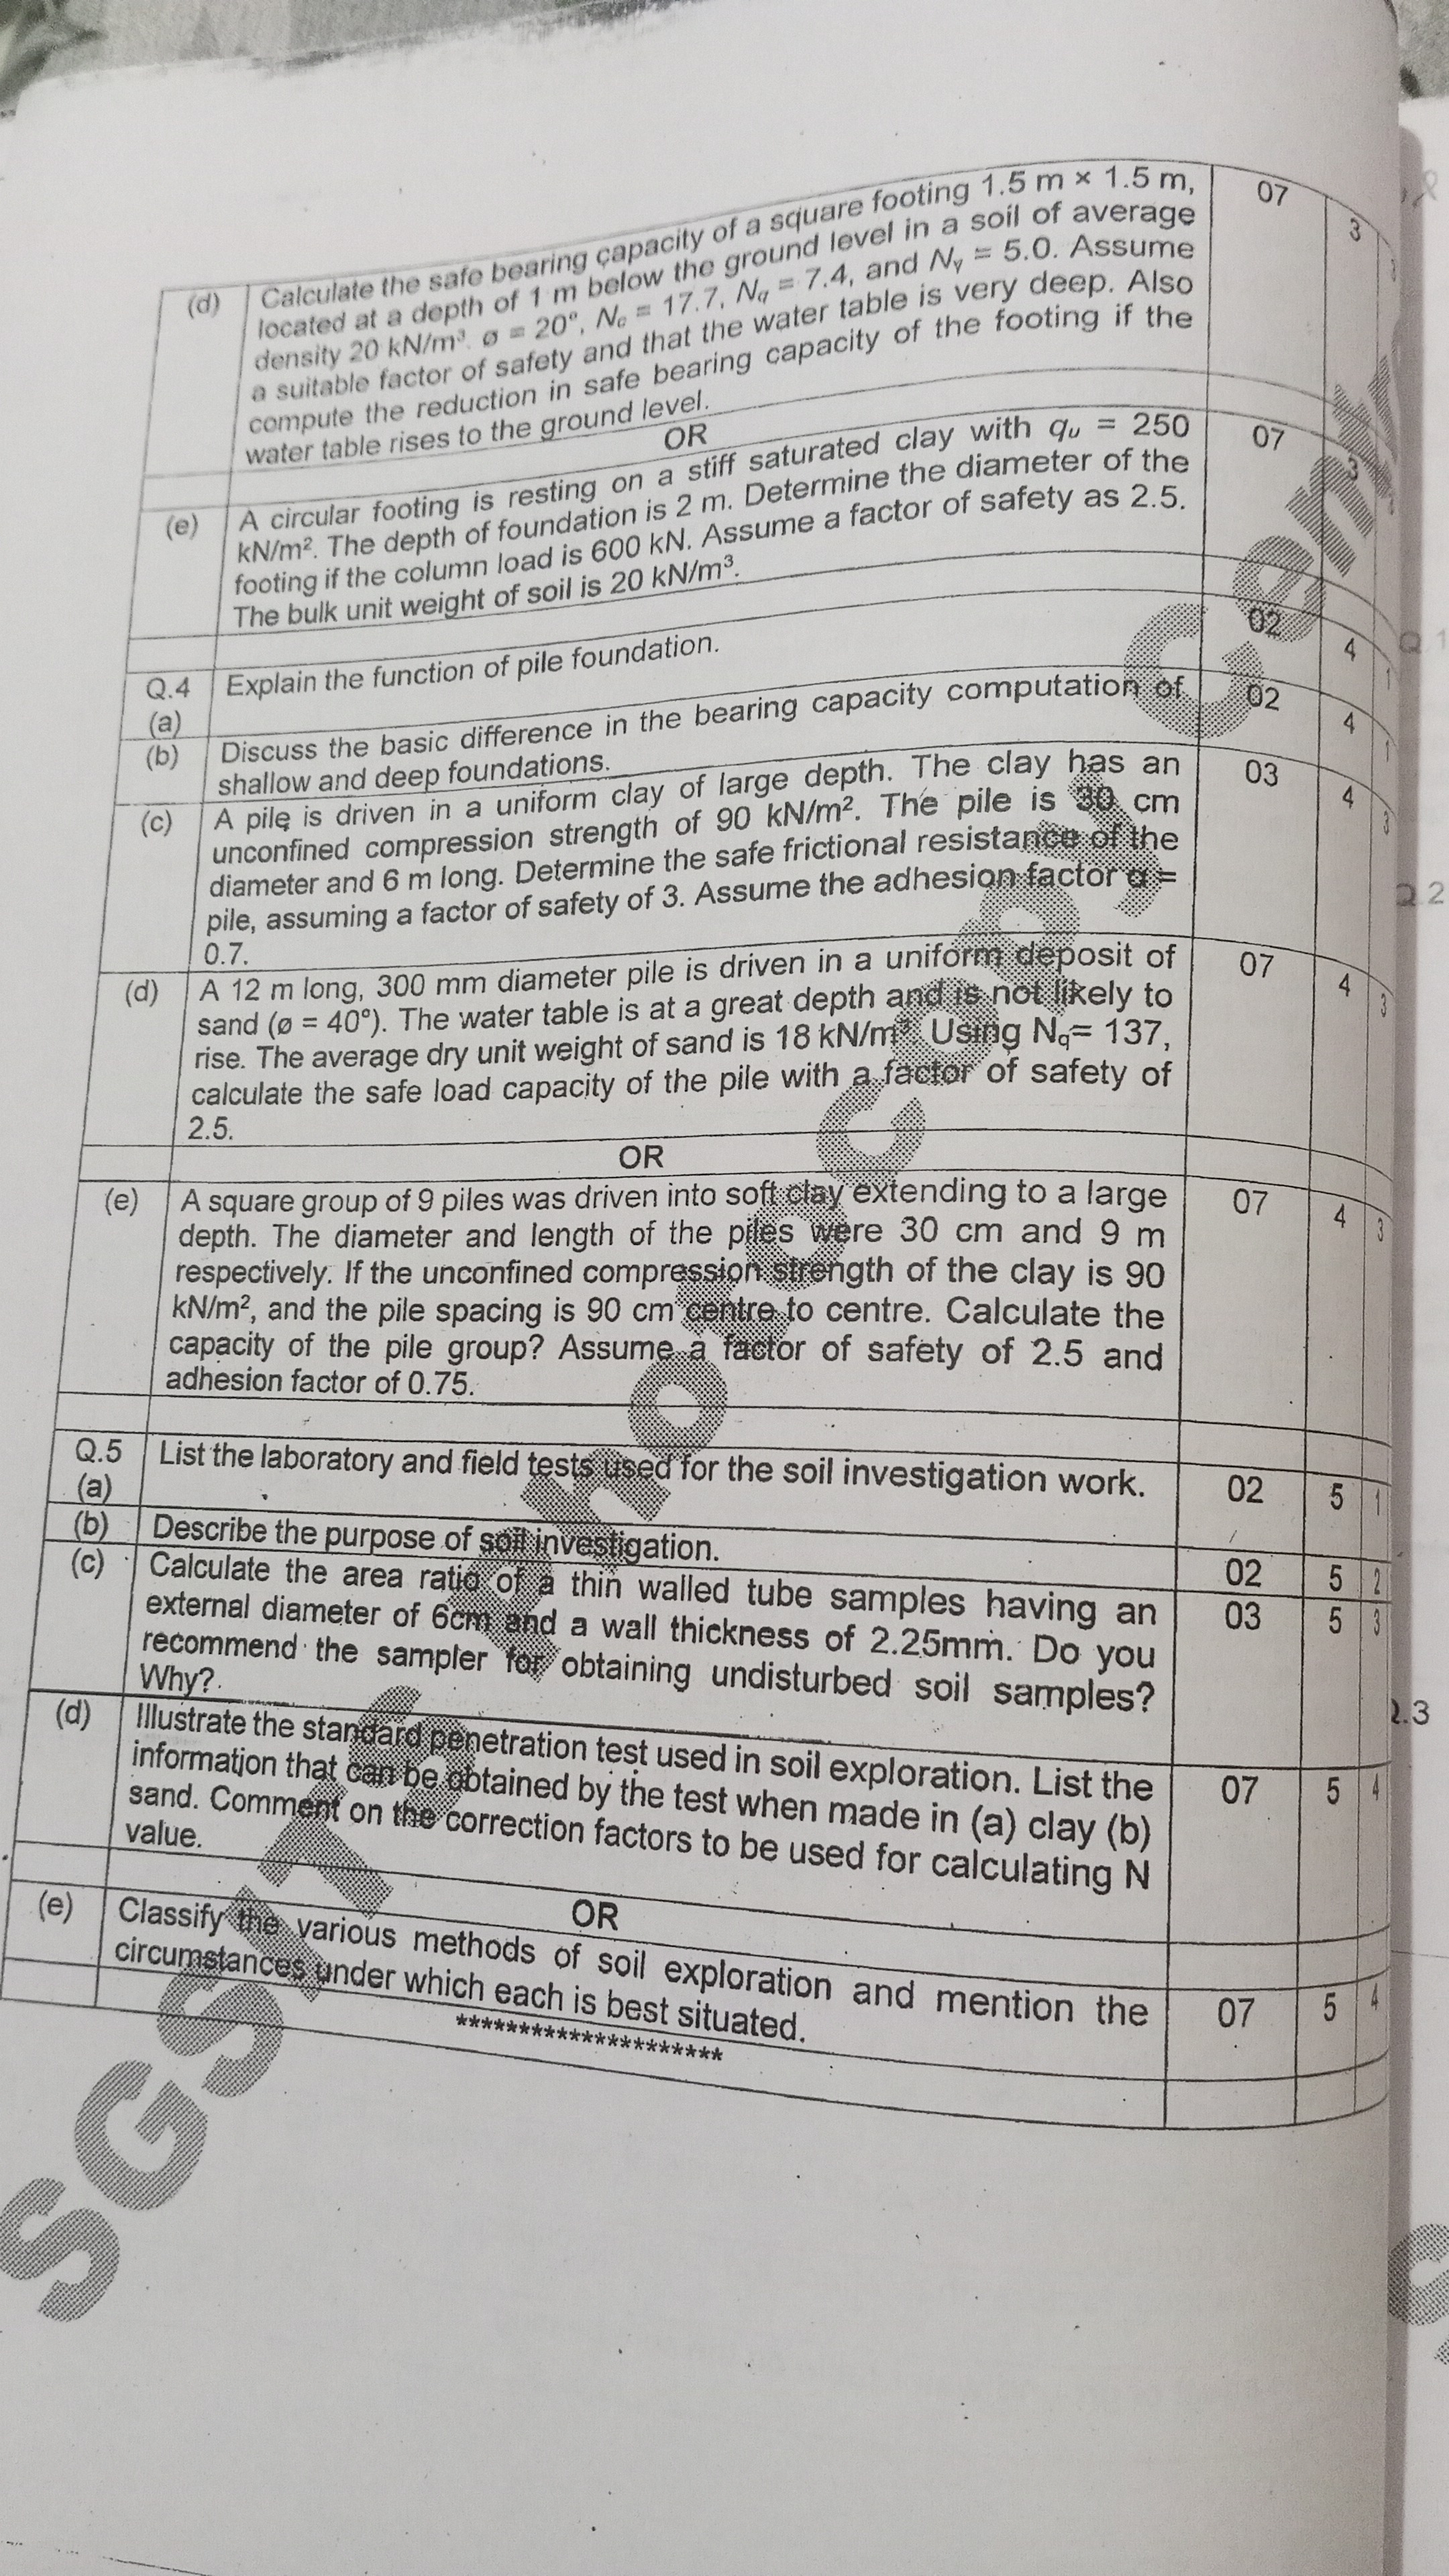 (d) Calculate the safe bearing capacity of a square footing 1.5 m × 1.5 m, 07 3 3
located at a depth of 1 m below the ground level in a soil of average
density 20 kN/m³. ø = 20°, Nc = 17.7, Nq = 7.4, and Nγ = 5.0. Assume
a suitable factor of safety and that the water table is very deep. Also
compute the reduction in safe bearing capacity of the footing if the
water table rises to the ground level.
OR
(e) A circular footing is resting on a stiff saturated clay with qu = 250 07 3
kN/m². The depth of foundation is 2 m. Determine the diameter of the
footing if the column load is 600 kN. Assume a factor of safety as 2.5.
The bulk unit weight of soil is 20 kN/m³.
Q.4 Explain the function of pile foundation. 02 4 1
(a)
(b) Discuss the basic difference in the bearing capacity computation of 02 4 1
shallow and deep foundations.
(c) A pile is driven in a uniform clay of large depth. The clay has an 03 4 3
unconfined compression strength of 90 kN/m². The pile is 30 cm
diameter and 6 m long. Determine the safe frictional resistance of the
pile, assuming a factor of safety of 3. Assume the adhesion factor α =
0.7.
(d) A 12 m long, 300 mm diameter pile is driven in a uniform deposit of 07 4 3
sand (ø = 40°). The water table is at a great depth and is not likely to
rise. The average dry unit weight of sand is 18 kN/m³. Using Nq= 137,
calculate the safe load capacity of the pile with a factor of safety of
2.5.
OR
(e) A square group of 9 piles was driven into soft clay extending to a large 07 4 3
depth. The diameter and length of the piles were 30 cm and 9 m
respectively. If the unconfined compression strength of the clay is 90
kN/m², and the pile spacing is 90 cm centre to centre. Calculate the
capacity of the pile group? Assume a factor of safety of 2.5 and
adhesion factor of 0.75.
Q.5 List the laboratory and field tests used for the soil investigation work. 02 5 1
(a)
(b) Describe the purpose of soil investigation. 02 5 2
(c) Calculate the area ratio of a thin walled tube samples having an 03 5 3
external diameter of 6cm and a wall thickness of 2.25mm. Do you
recommend the sampler for obtaining undisturbed soil samples?
Why?
(d) Illustrate the standard penetration test used in soil exploration. List the 07 5 4
information that can be obtained by the test when made in (a) clay (b)
sand. Comment on the correction factors to be used for calculating N
value.
OR
(e) Classify the various methods of soil exploration and mention the 07 5 4
circumstances under which each is best situated.
*********************
Q.2